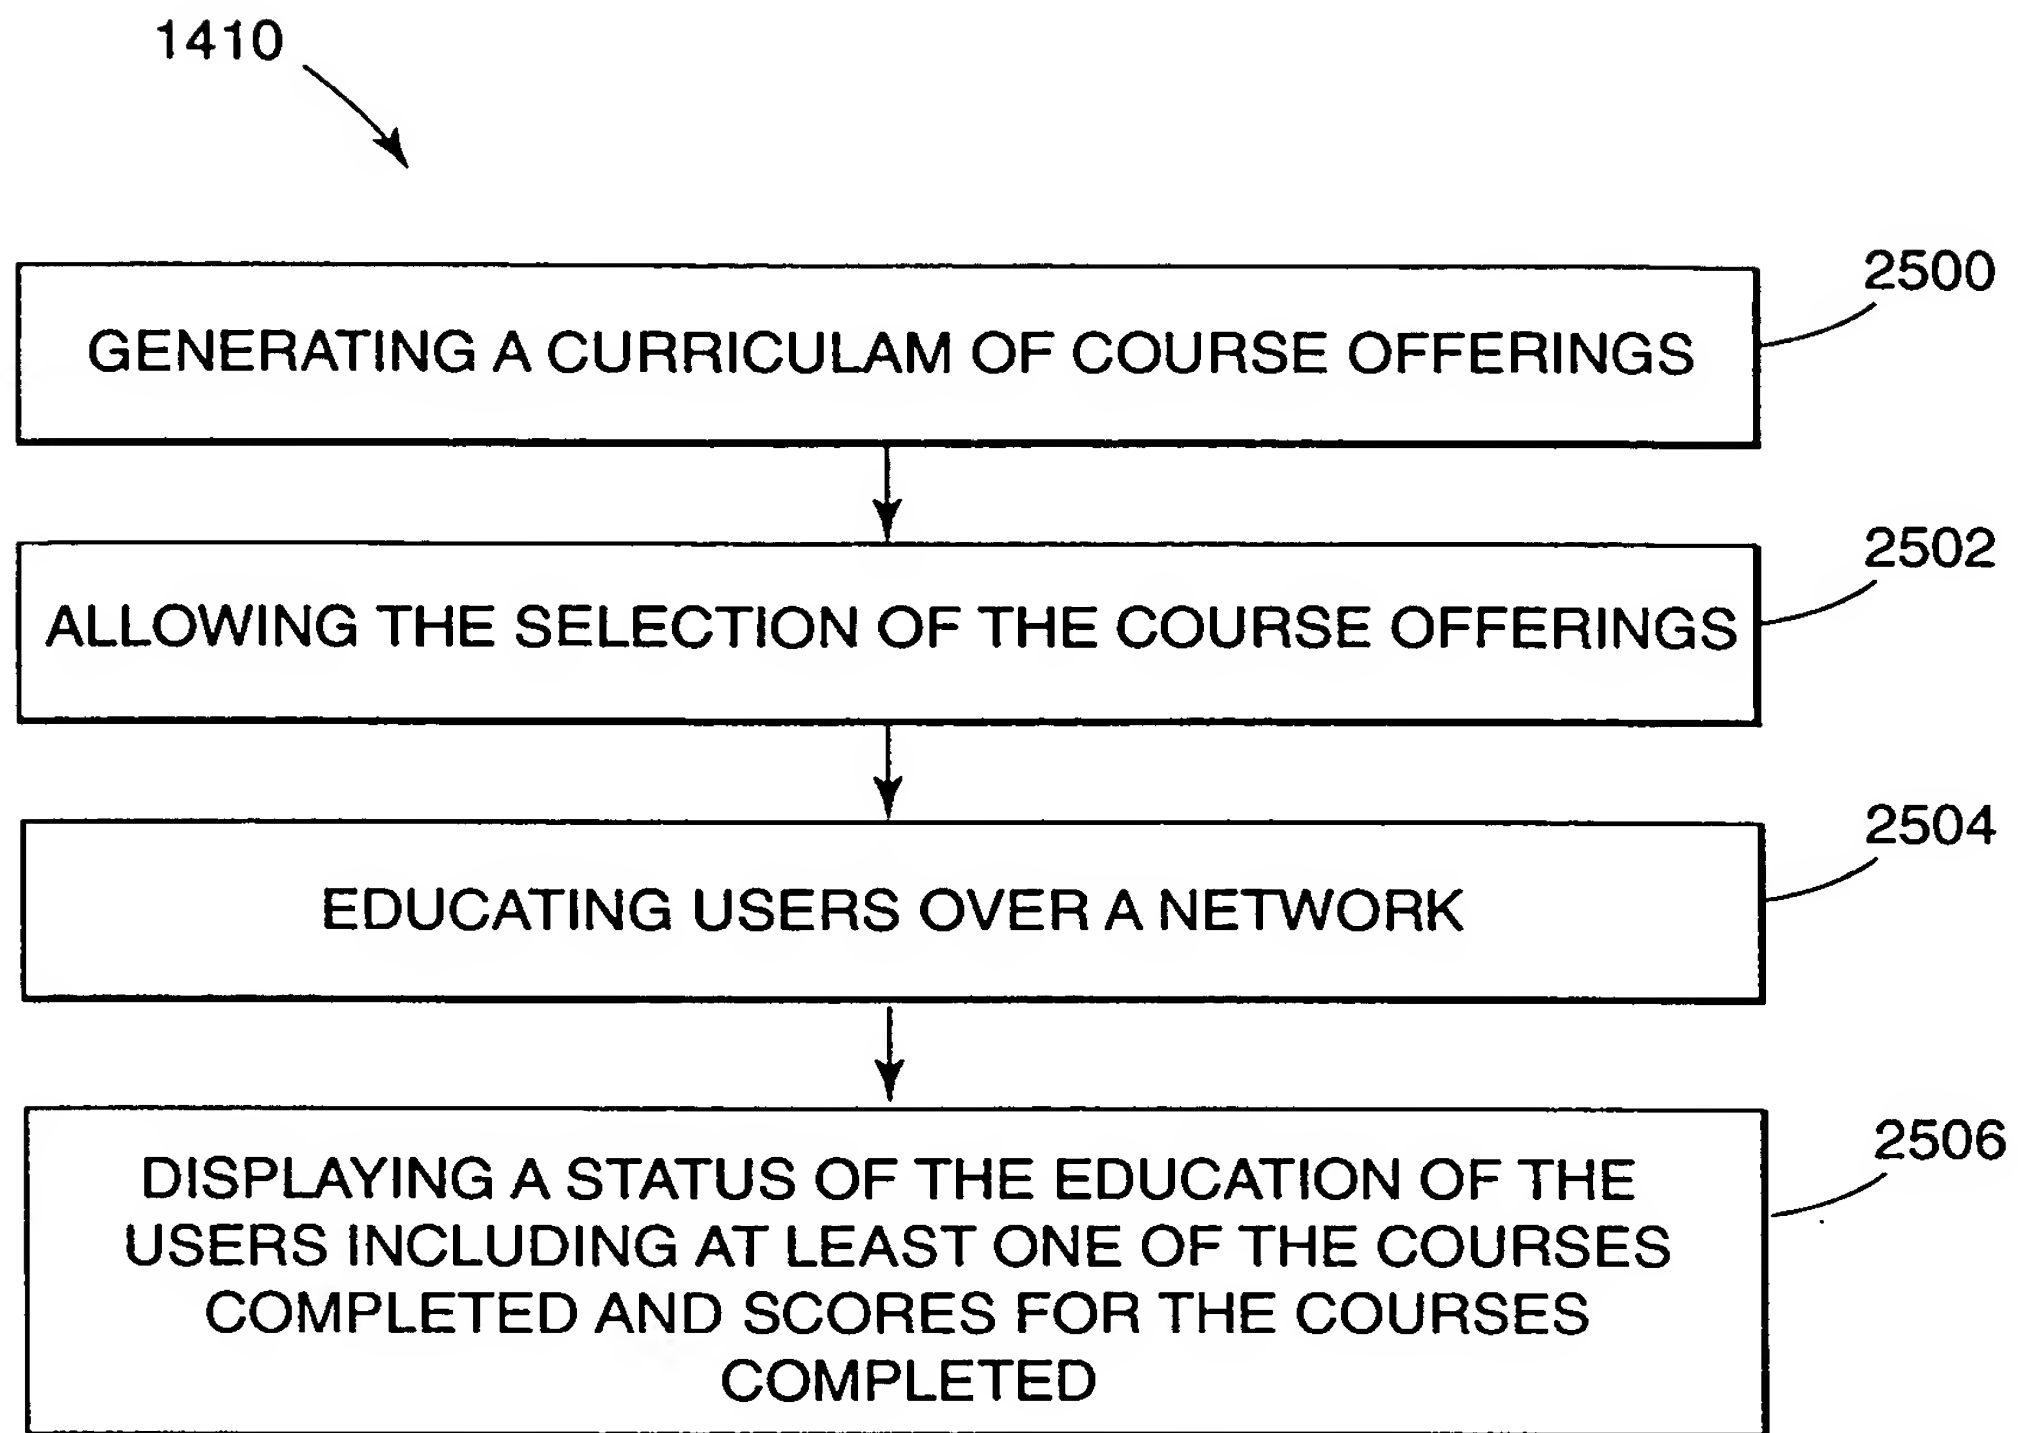 1410
2500
GENERATING A CURRICULAM OF COURSE OFFERINGS
2502
ALLOWING THE SELECTION OF THE COURSE OFFERINGS
2504
EDUCATING USERS OVER A NETWORK
2506
DISPLAYING A STATUS OF THE EDUCATION OF THE
USERS INCLUDING AT LEAST ONE OF THE COURSES
COMPLETED AND SCORES FOR THE COURSES
COMPLETED